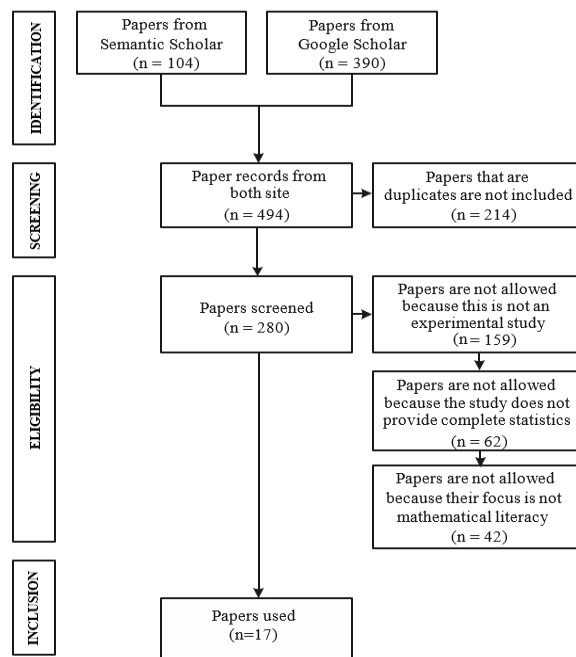 IDENTIFICATION
Papers from
Semantic Scholar
(n = 104)
Papers from
Google Scholar
(n = 390)
SCREENING
Paper records from
both site
(n = 494)
Papers that are
duplicates are not included
(n = 214)
ELIGIBILITY
Papers screened
(n = 280)
Papers are not allowed
because this is not an
experimental study
(n= 159)
Papers are not allowed
because the study does not
provide complete statistics
(n = 62)
Papers are not allowed
because their focus is not
mathematical literacy
(n = 42)
INCLUSION
Papers used
(n=17)